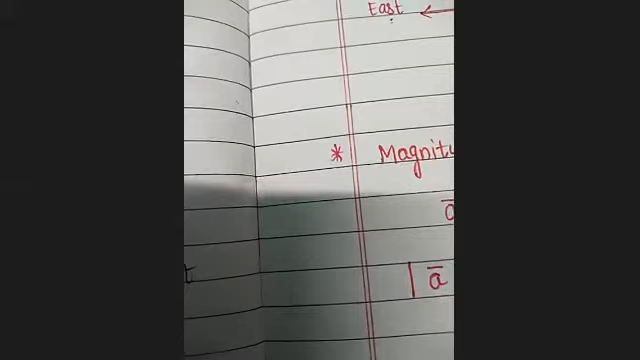 East ←
* Magnitu
ā
| ā
t